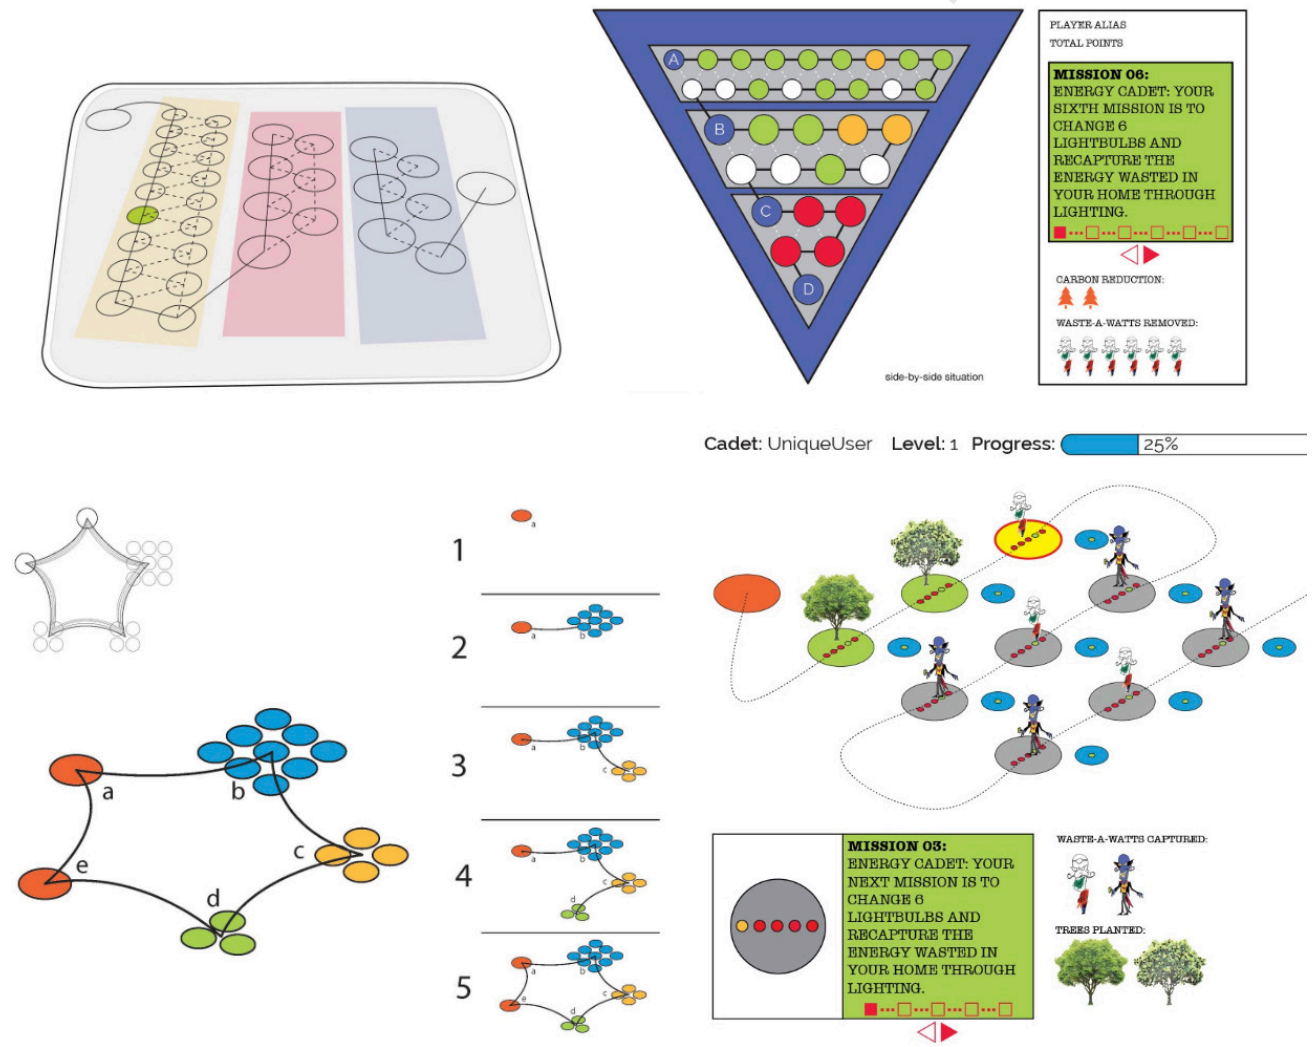 PLAYER ALIAS
TOTAL POINTS
MISSION 06:
ENERGY CADET: YOUR
SIXTH MISSION IS TO
CHANGE 6
LIGHTBULBS AND
RECAPTURE THE
ENERGY WASTED IN
YOUR HOME THROUGH
LIGHTING.
CARBON REDUCTION:
WASTE-A-WATTS REMOVED:
A
B
C
D
side-by-side situation
Cadet: UniqueUser Level: 1 Progress: 25%
a
b
c
d
e
1
a
2
a
b
3
a
b
c
4
a
b
c
d
5
a
b
c
d
e
MISSION 03:
ENERGY CADET: YOUR
NEXT MISSION IS TO
CHANGE 6
LIGHTBULBS AND
RECAPTURE THE
ENERGY WASTED IN
YOUR HOME THROUGH
LIGHTING.
WASTE-A-WATTS CAPTURED:
TREES PLANTED: